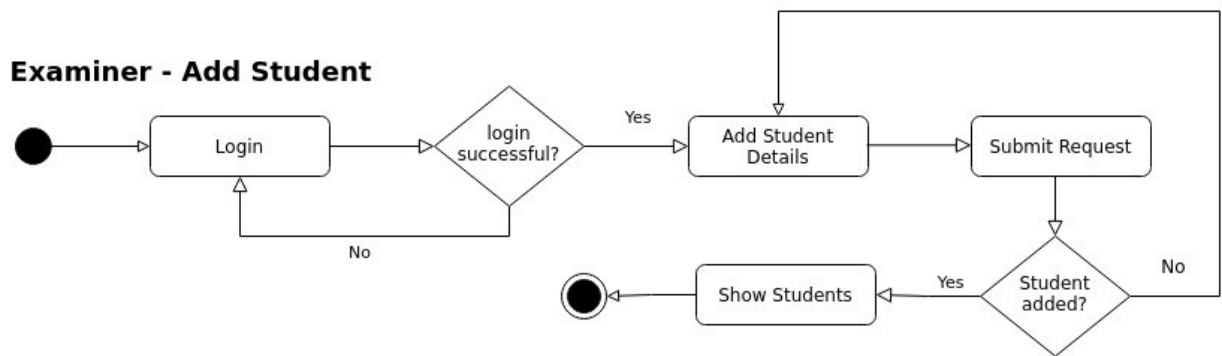 Examiner - Add Student
Login
login
successful?
Yes
No
Add Student
Details
Submit Request
Student
added?
No
Yes
Show Students